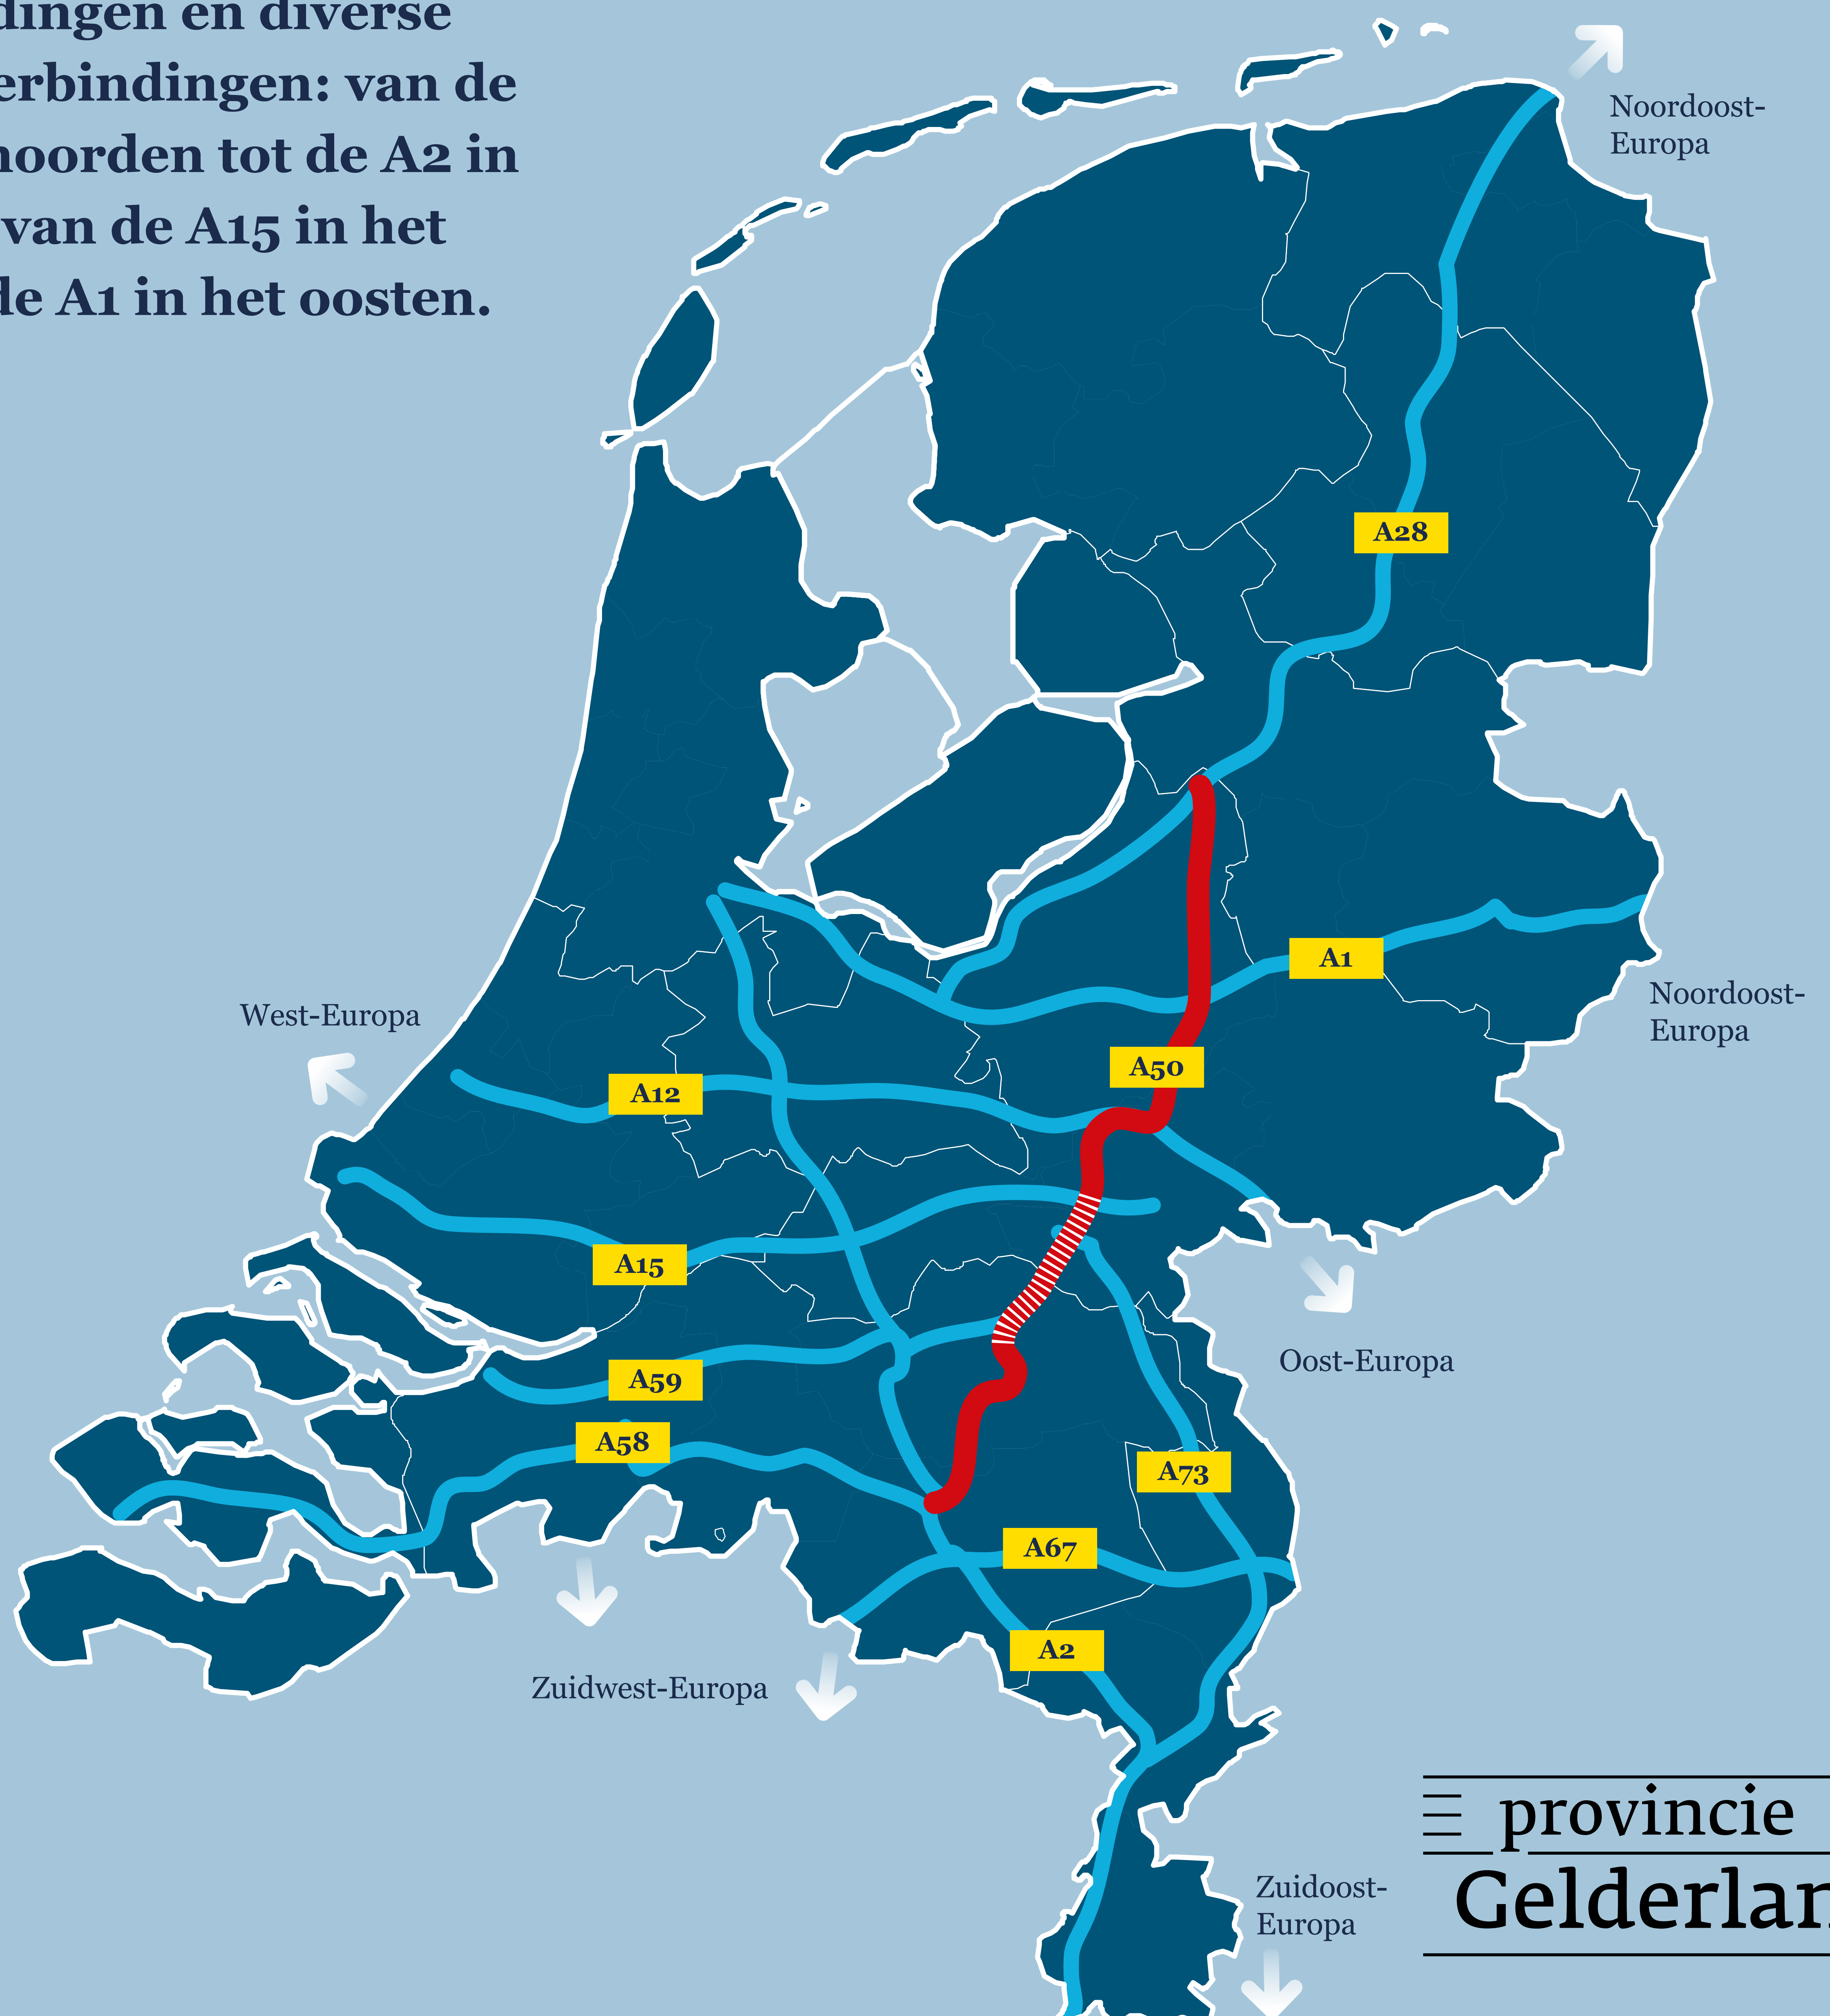 dingen en diverse
erbindingen: van de
noorden tot de A2 in
van de A15 in het
de A1 in het oosten.
Noordoost-
Europa
A28
A1
Noordoost-
Europa
West-Europa
A50
A12
A15
Oost-Europa
A59
A58
A73
A67
A2
Zuidwest-Europa
provincie
Gelderlan
Zuidoost-
Europa